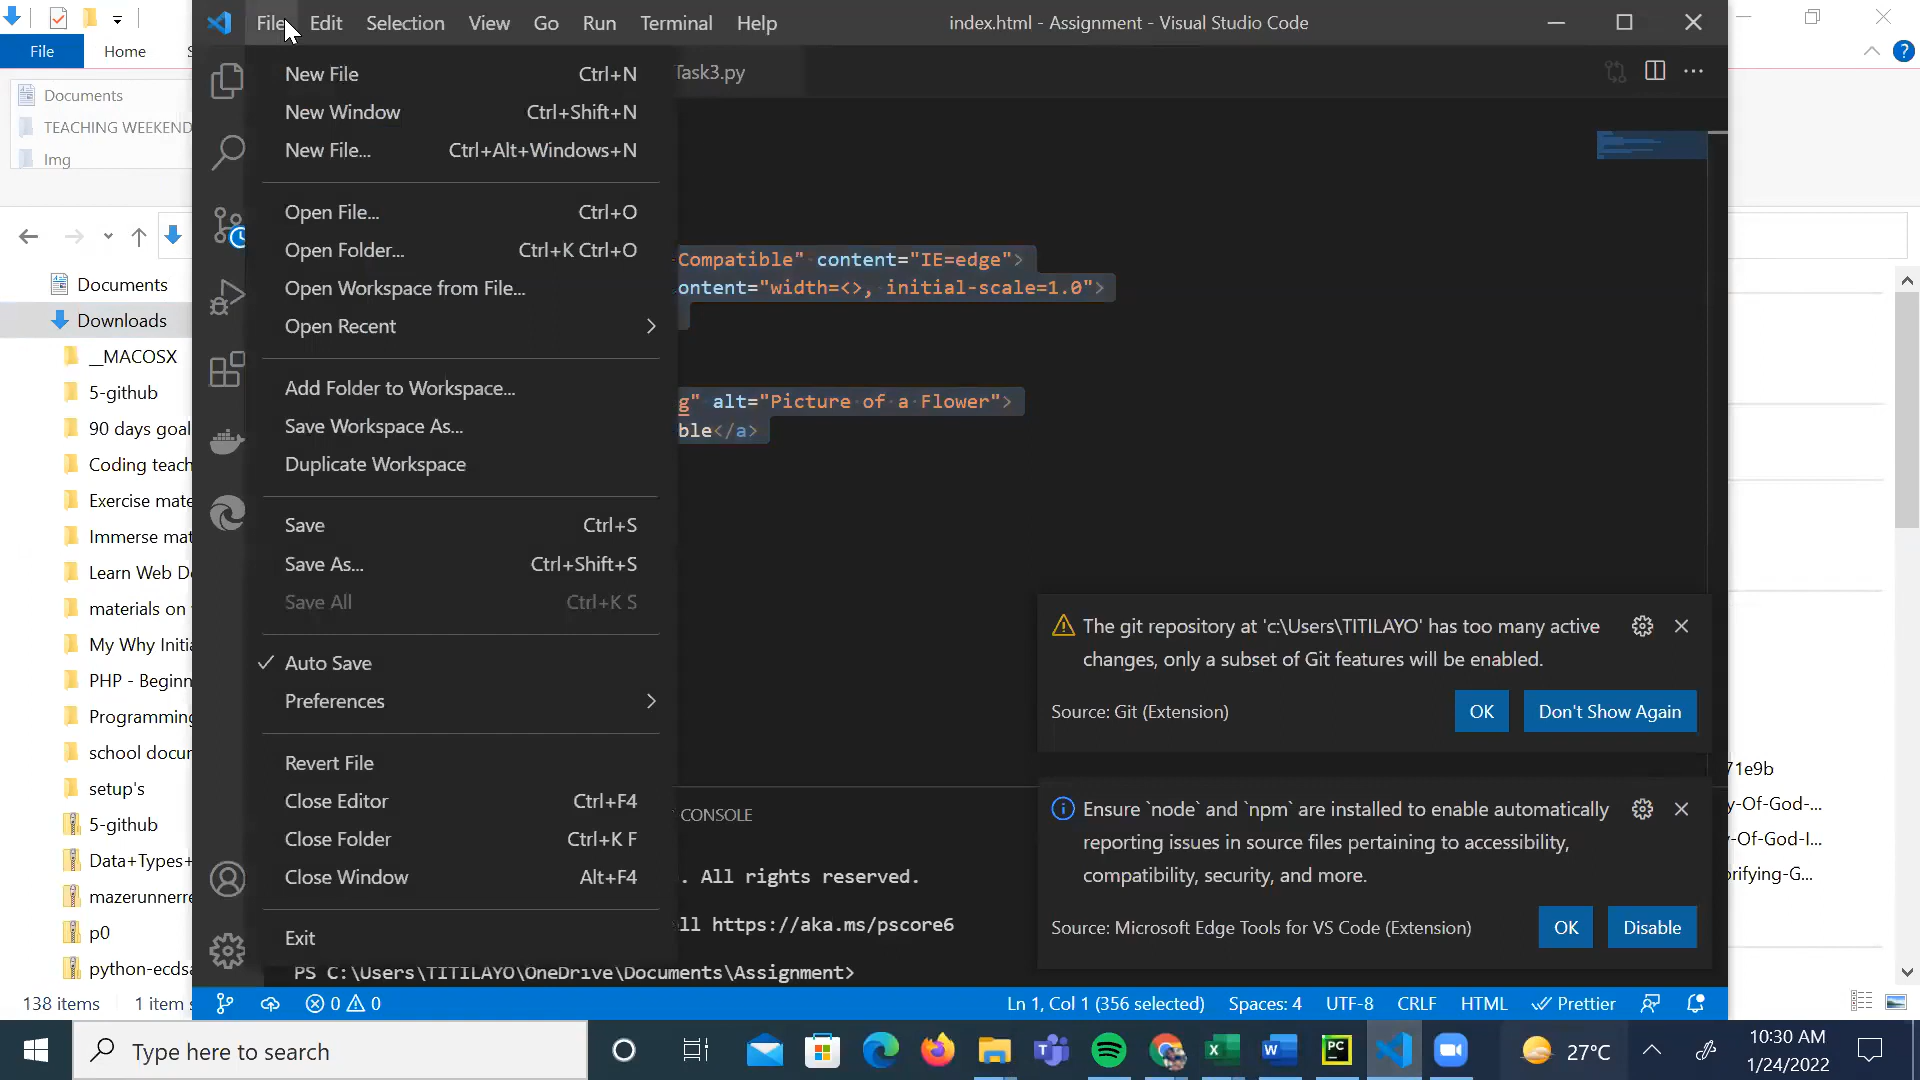 File Edit Selection View Go Run Terminal Help
index.html - Assignment - Visual Studio Code
File Home
Documents
TEACHING WEEKEND
Img
Documents
Downloads
__MACOSX
5-github
90 days goal
Coding teach
Exercise mate
Immerse mat
Learn Web De
materials on
My Why Initia
PHP - Beginn
Programming
school docum
setup's
5-github
Data+Types+
mazerunnerre
p0
python-ecdsa
138 items 1 item s
New File Ctrl+N
New Window Ctrl+Shift+N
New File... Ctrl+Alt+Windows+N
Open File... Ctrl+O
Open Folder... Ctrl+K Ctrl+O
Open Workspace from File...
Open Recent
Add Folder to Workspace...
Save Workspace As...
Duplicate Workspace
Save Ctrl+S
Save As... Ctrl+Shift+S
Save All Ctrl+K S
Auto Save
Preferences
Revert File
Close Editor Ctrl+F4
Close Folder Ctrl+K F
Close Window Alt+F4
Exit
Task3.py
Compatible" content="IE=edge">
ontent="width=<>, initial-scale=1.0">
g" alt="Picture of a Flower">
ble</a>
CONSOLE
. All rights reserved.
ll https://aka.ms/pscore6
PS C:\Users\TITILAYO\OneDrive\Documents\Assignment>
The git repository at 'c:\Users\TITILAYO' has too many active
changes, only a subset of Git features will be enabled.
Source: Git (Extension) OK Don't Show Again
Ensure `node` and `npm` are installed to enable automatically
reporting issues in source files pertaining to accessibility,
compatibility, security, and more.
Source: Microsoft Edge Tools for VS Code (Extension) OK Disable
71e9b
y-Of-God-...
y-Of-God-I...
orifying-G...
0 0 Ln 1, Col 1 (356 selected) Spaces: 4 UTF-8 CRLF HTML Prettier
Type here to search
27°C
10:30 AM
1/24/2022